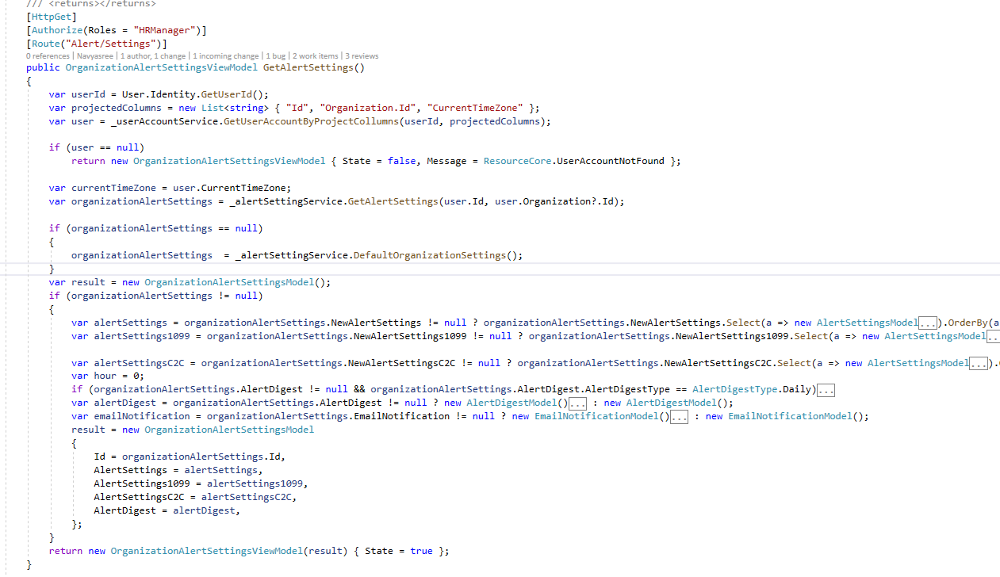 /// <returns></returns>
[HttpGet]
[Authorize(Roles = "HRManager")]
[Route("Alert/Settings")]
0 references | Navyasree | 1 author, 1 change | 1 incoming change | 1 bug | 2 work items | 3 reviews
public OrganizationAlertSettingsViewModel GetAlertSettings()
{
var userId = User.Identity.GetUserId();
var projectedColumns = new List<string> { "Id", "Organization.Id", "CurrentTimeZone" };
var user = _userAccountService.GetUserAccountByProjectCollumns(userId, projectedColumns);
if (user == null)
return new OrganizationAlertSettingsViewModel { State = false, Message = ResourceCore.UserAccountNotFound };
var currentTimeZone = user.CurrentTimeZone;
var organizationAlertSettings = _alertSettingService.GetAlertSettings(user.Id, user.Organization?.Id);
if (organizationAlertSettings == null)
{
organizationAlertSettings  = _alertSettingService.DefaultOrganizationSettings();
}
var result = new OrganizationAlertSettingsModel();
if (organizationAlertSettings != null)
{
var alertSettings = organizationAlertSettings.NewAlertSettings != null ? organizationAlertSettings.NewAlertSettings.Select(a => new AlertSettingsModel...).OrderBy(a
var alertSettings1099 = organizationAlertSettings.NewAlertSettings1099 != null ? organizationAlertSettings.NewAlertSettings1099.Select(a => new AlertSettingsModel..
var alertSettingsC2C = organizationAlertSettings.NewAlertSettingsC2C != null ? organizationAlertSettings.NewAlertSettingsC2C.Select(a => new AlertSettingsModel...).
var hour = 0;
if (organizationAlertSettings.AlertDigest != null && organizationAlertSettings.AlertDigest.AlertDigestType == AlertDigestType.Daily)...
var alertDigest = organizationAlertSettings.AlertDigest != null ? new AlertDigestModel()... : new AlertDigestModel();
var emailNotification = organizationAlertSettings.EmailNotification != null ? new EmailNotificationModel()... : new EmailNotificationModel();
result = new OrganizationAlertSettingsModel
{
Id = organizationAlertSettings.Id,
AlertSettings = alertSettings,
AlertSettings1099 = alertSettings1099,
AlertSettingsC2C = alertSettingsC2C,
AlertDigest = alertDigest,
};
}
return new OrganizationAlertSettingsViewModel(result) { State = true };
}